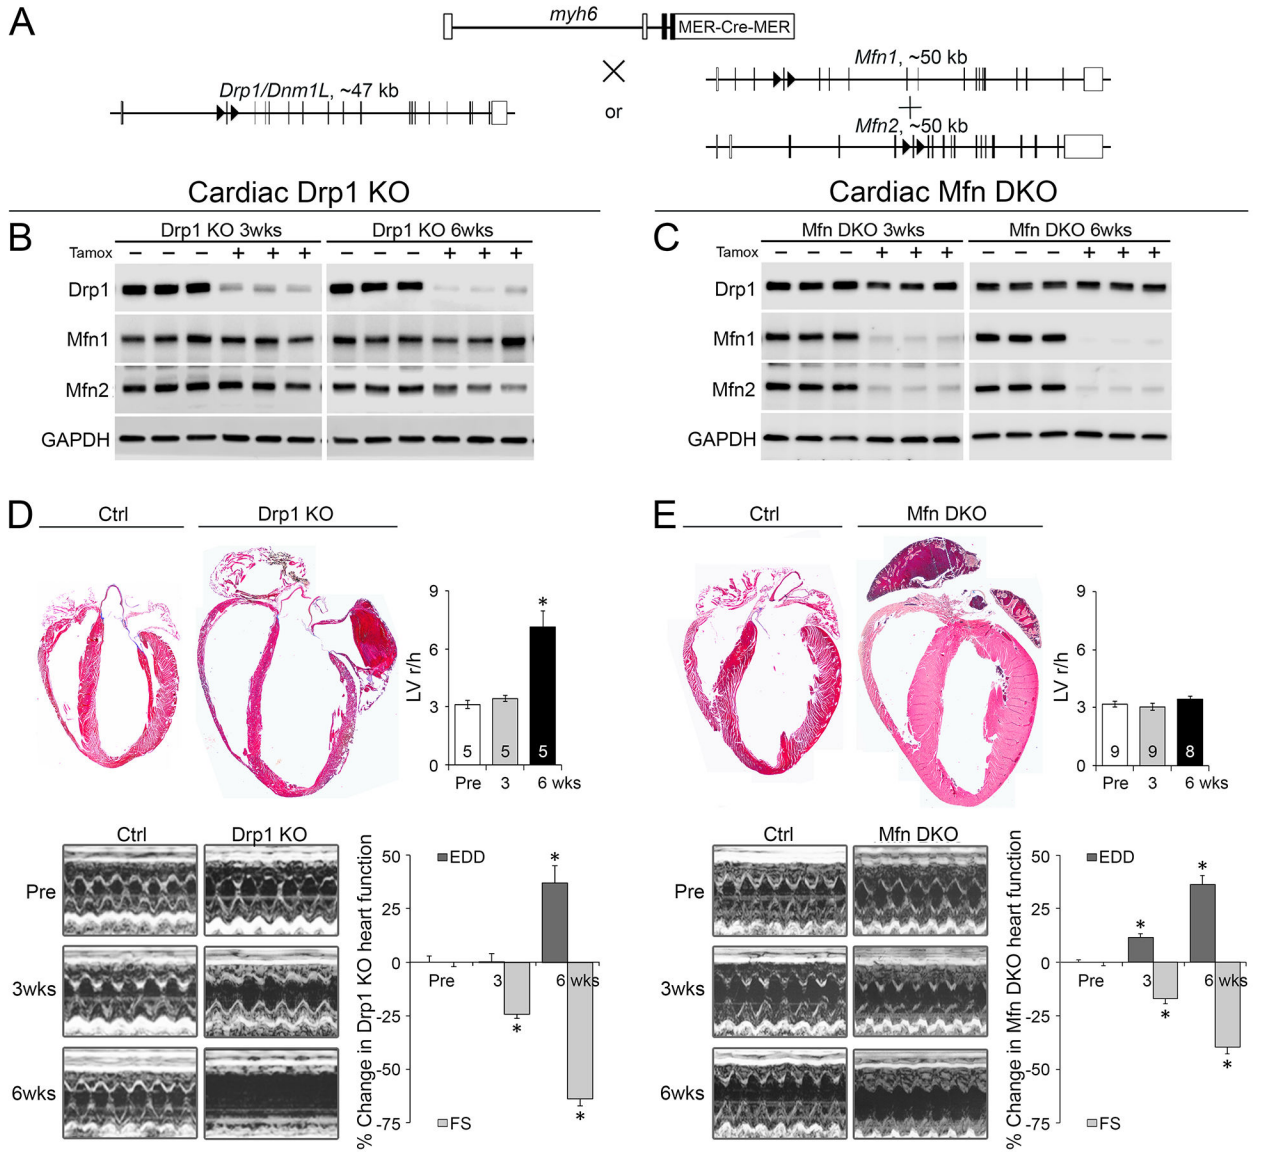 A
myh6
MER-Cre-MER
Drp1/Dnm1L, ~47 kb
or
Mfn1, ~50 kb
Mfn2, ~50 kb
Cardiac Drp1 KO
Cardiac Mfn DKO
B
Drp1 KO 3wks
Drp1 KO 6wks
Tamox − − − + + + − − − + + +
Drp1
Mfn1
Mfn2
GAPDH
C
Mfn DKO 3wks
Mfn DKO 6wks
Tamox − − − + + + − − − + + +
Drp1
Mfn1
Mfn2
GAPDH
D
Ctrl
Drp1 KO
LV r/h
9
6
3
0
*
5 5 5
Pre 3 6 wks
Ctrl
Drp1 KO
Pre
3wks
6wks
% Change in Drp1 KO heart function
50
25
0
-25
-50
-75
EDD
FS
Pre 3 6 wks
*
*
*
E
Ctrl
Mfn DKO
LV r/h
9
6
3
0
9 9 8
Pre 3 6 wks
Ctrl
Mfn DKO
Pre
3wks
6wks
% Change in Mfn DKO heart function
50
25
0
-25
-50
-75
EDD
FS
Pre 3 6 wks
*
*
*
*